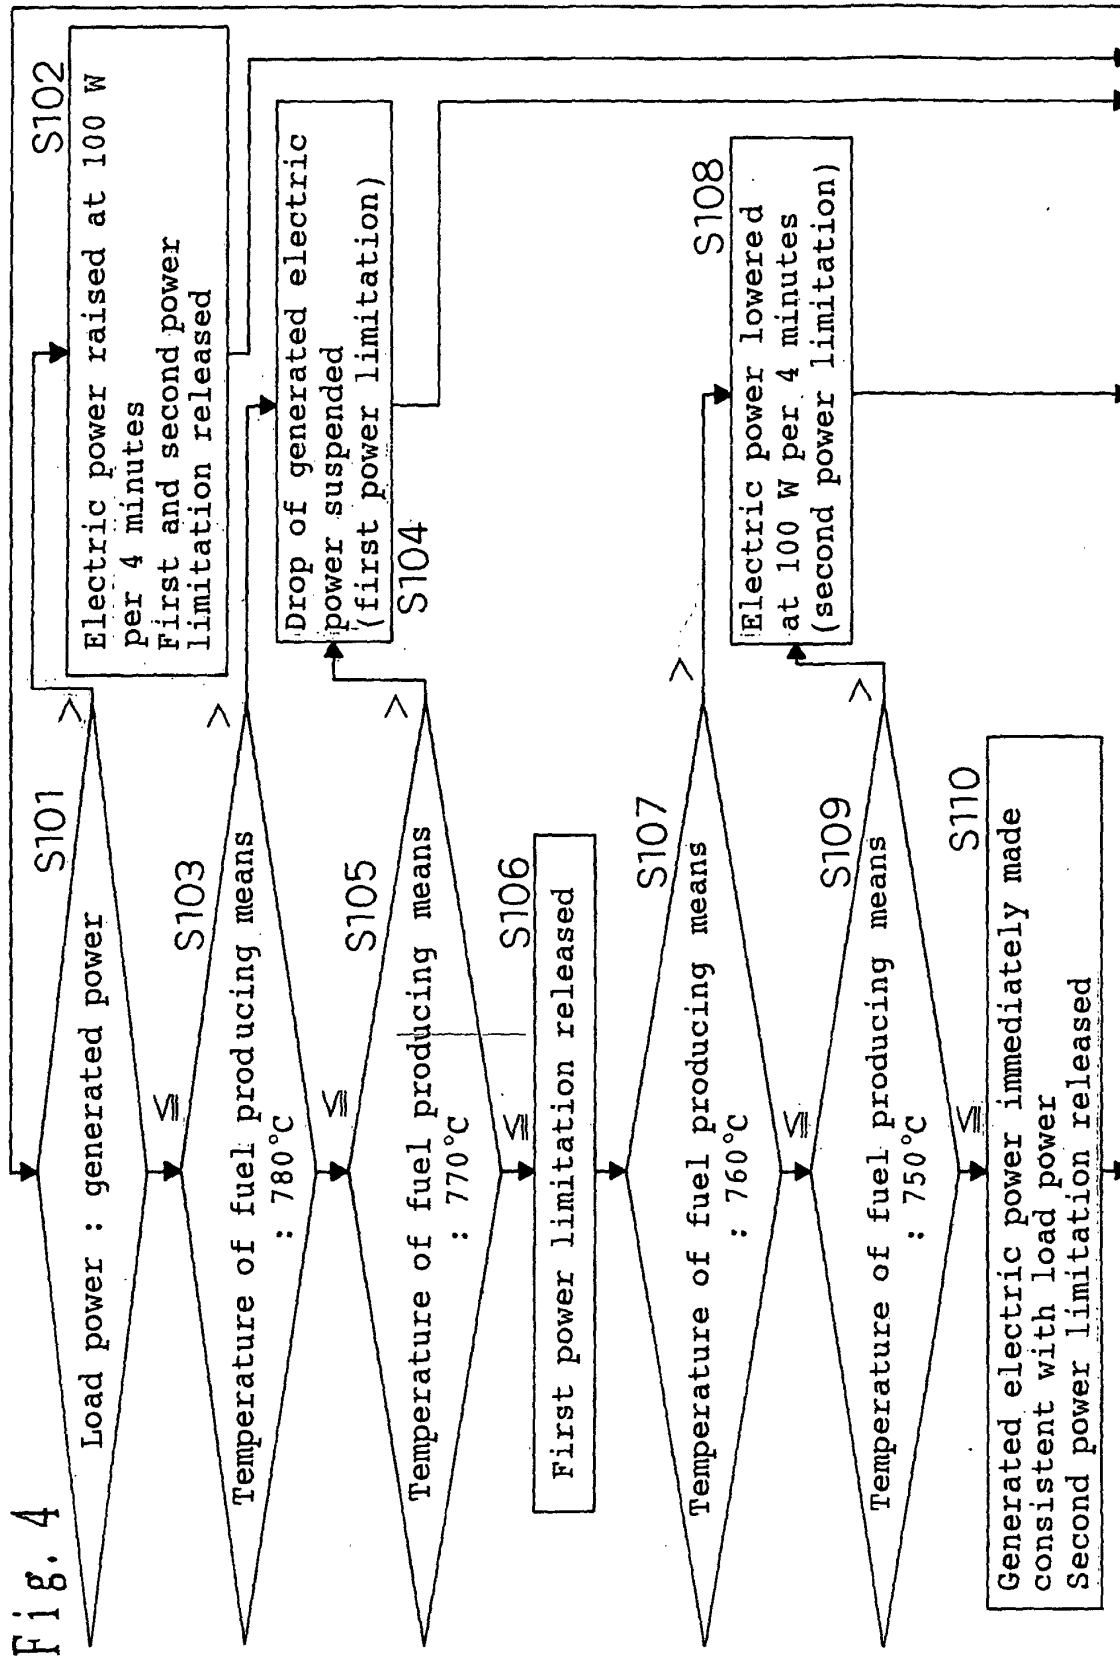 Fig. 4
S101
Load power : generated power
>
≦
S102
Electric power raised at 100 W
per 4 minutes
First and second power
limitation released
S103
Temperature of fuel producing means
: 780°C
>
≦
Drop of generated electric
power suspended
(first power limitation)
S104
S105
Temperature of fuel producing means
: 770°C
>
≦
S106
First power limitation released
S107
Temperature of fuel producing means
: 760°C
>
≦
S108
Electric power lowered
at 100 W per 4 minutes
(second power limitation)
S109
Temperature of fuel producing means
: 750°C
>
≦
S110
Generated electric power immediately made
consistent with load power
Second power limitation released